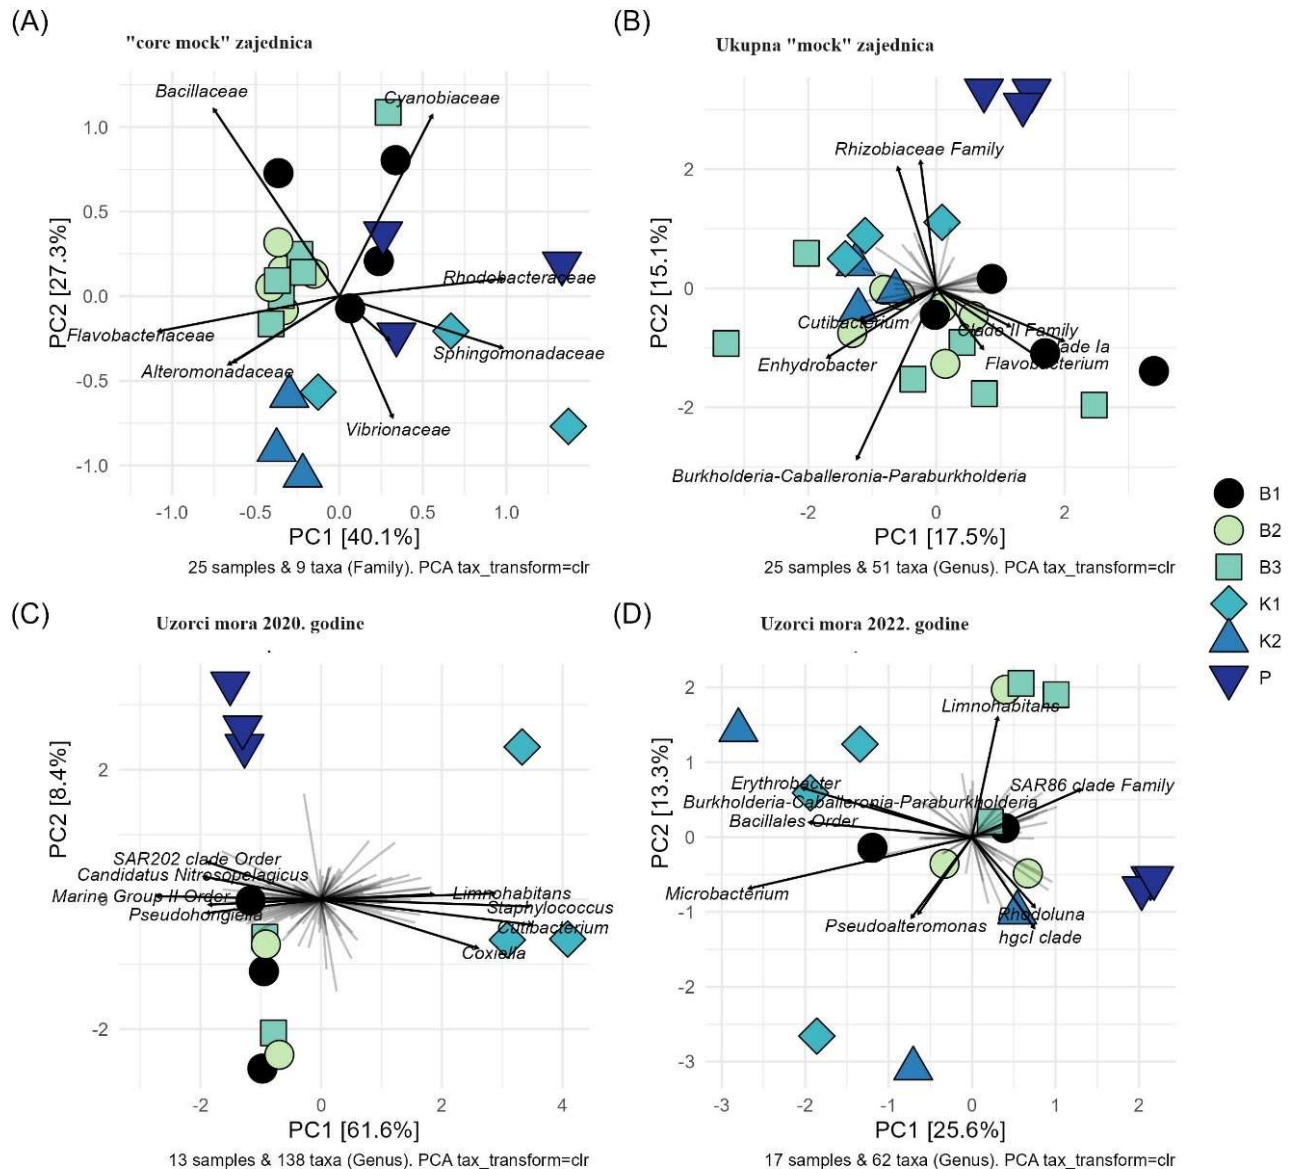 (A)
"core mock" zajednica
Bacillaceae
Cyanobiaceae
Rhodobacteraceae
Flavobacteriaceae
Sphingomonadaceae
Alteromonadaceae
Vibrionaceae
1.0
0.5
0.0
-0.5
-1.0
PC2 [27.3%]
-1.0 -0.5 0.0 0.5 1.0
PC1 [40.1%]
25 samples & 9 taxa (Family). PCA tax_transform=clr
(B)
Ukupna "mock" zajednica
Rhizobiaceae Family
Cutibacterium
Clade II Family
Enhydrobacter
Flavobacterium
Burkholderia-Caballeronia-Paraburkholderia
2
0
-2
PC2 [15.1%]
-2 0 2
PC1 [17.5%]
25 samples & 51 taxa (Genus). PCA tax_transform=clr
B1
B2
B3
K1
K2
P
(C)
Uzorci mora 2020. godine
SAR202 clade Order
Candidatus Nitrosopelagicus
Marine Group II Order
Pseudohongiella
Limnohabitans
Staphylococcus
Cutibacterium
Coxiella
2
0
-2
PC2 [8.4%]
-2 0 2 4
PC1 [61.6%]
13 samples & 138 taxa (Genus). PCA tax_transform=clr
(D)
Uzorci mora 2022. godine
Limnohabitans
Erythrobacter
SAR86 clade Family
Burkholderia-Caballeronia-Paraburkholderia
Bacillales Order
Microbacterium
Pseudoalteromonas
Rhodoluna
hgcI clade
2
1
0
-1
-2
-3
PC2 [13.3%]
-3 -2 -1 0 1 2
PC1 [25.6%]
17 samples & 62 taxa (Genus). PCA tax_transform=clr